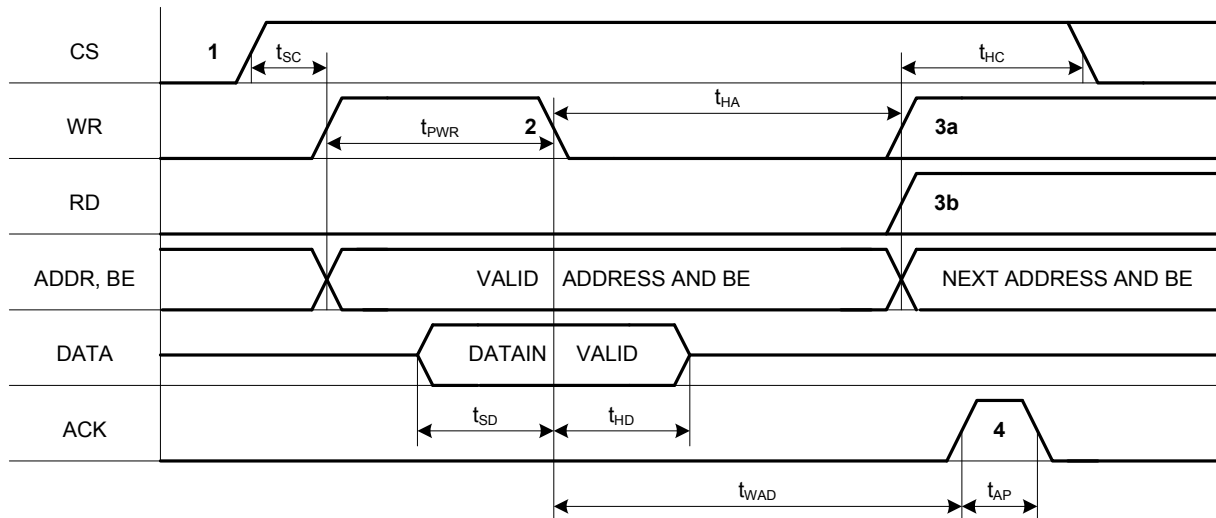 CS 1 tSC tHC
WR tPWR 2 tHA 3a
RD 3b
ADDR, BE VALID ADDRESS AND BE NEXT ADDRESS AND BE
DATA DATAIN VALID
tSD tHD
ACK 4
tWAD tAP